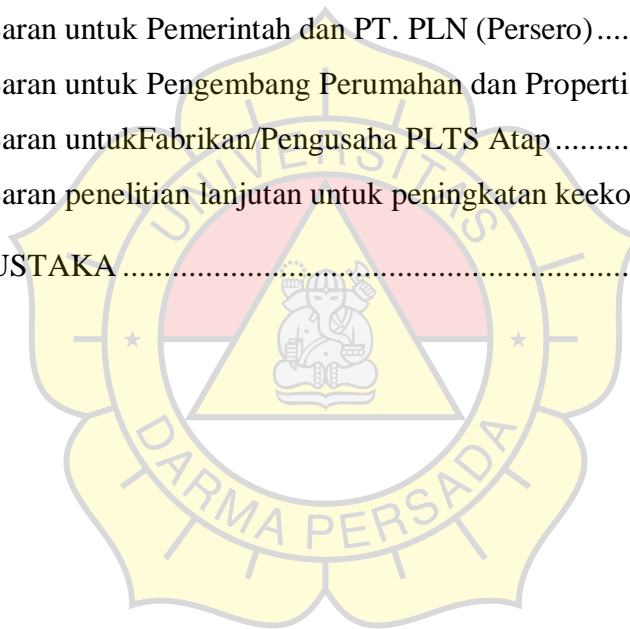 aran untuk Pemerintah dan PT. PLN (Persero)....
aran untuk Pengembang Perumahan dan Properti
aran untukFabrikan/Pengusaha PLTS Atap.........
aran penelitian lanjutan untuk peningkatan keeko
USTAKA.......................................................
UNIVERSITAS
DARMA PERSADA